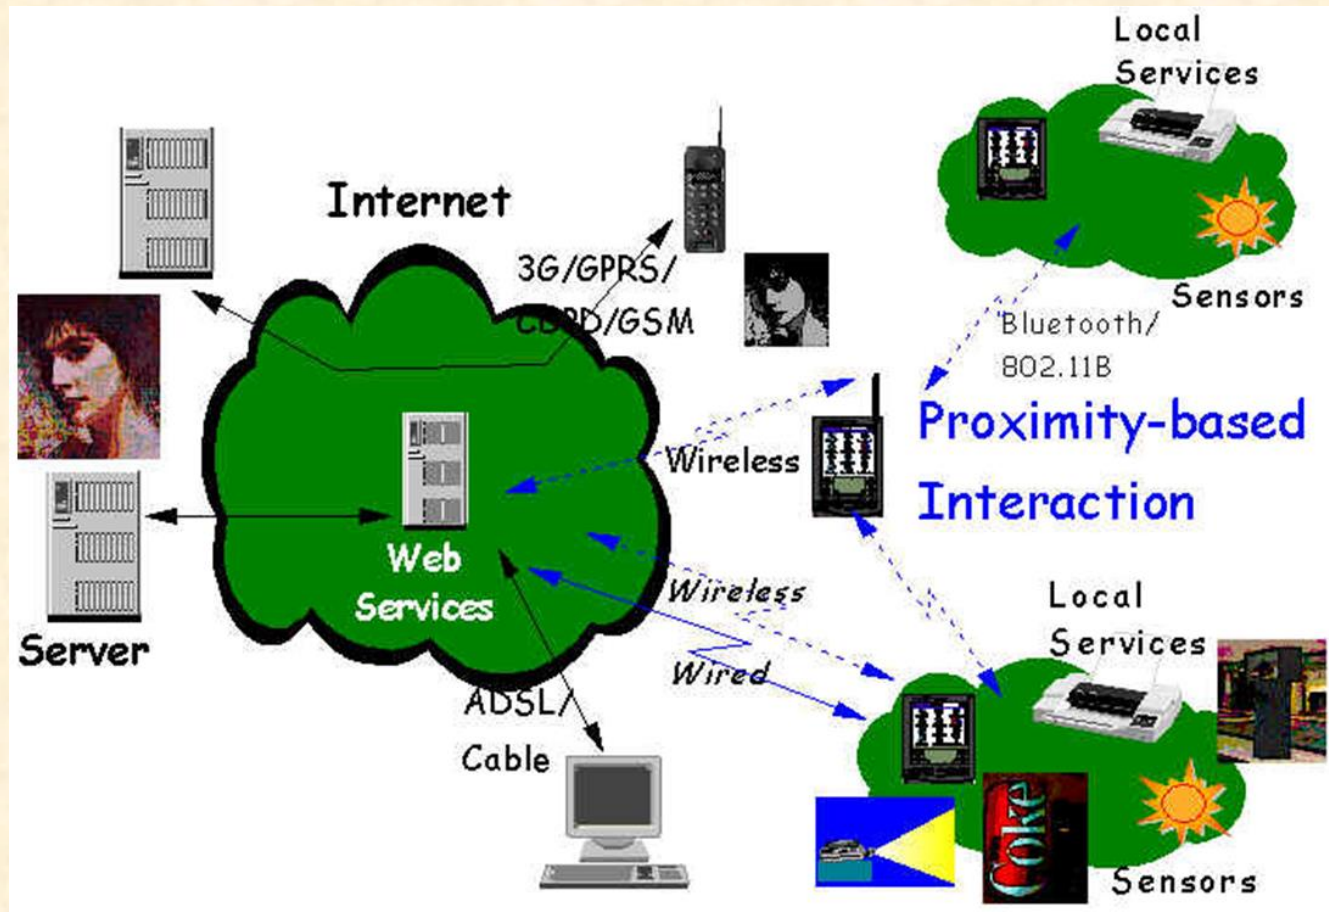 Local
Services
Internet
3G/GPRS/
CDPD/GSM
Sensors
Bluetooth/
802.11B
Proximity-based
Interaction
Wireless
Web
Services
Server
Wireless
Wired
Local
Services
ADSL/
Cable
Coke
Sensors